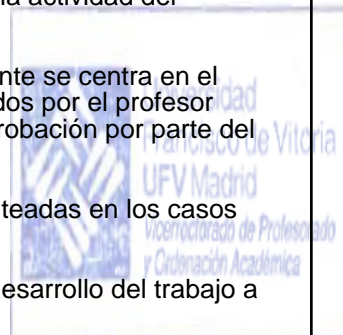 la actividad del
nte se centra en el
dos por el profesor
robación por parte del
teadas en los casos
esarrollo del trabajo a
Universidad
Francisco de Vitoria
UFV Madrid
Vicerrectorado de Profesorado
y Ordenación Académica